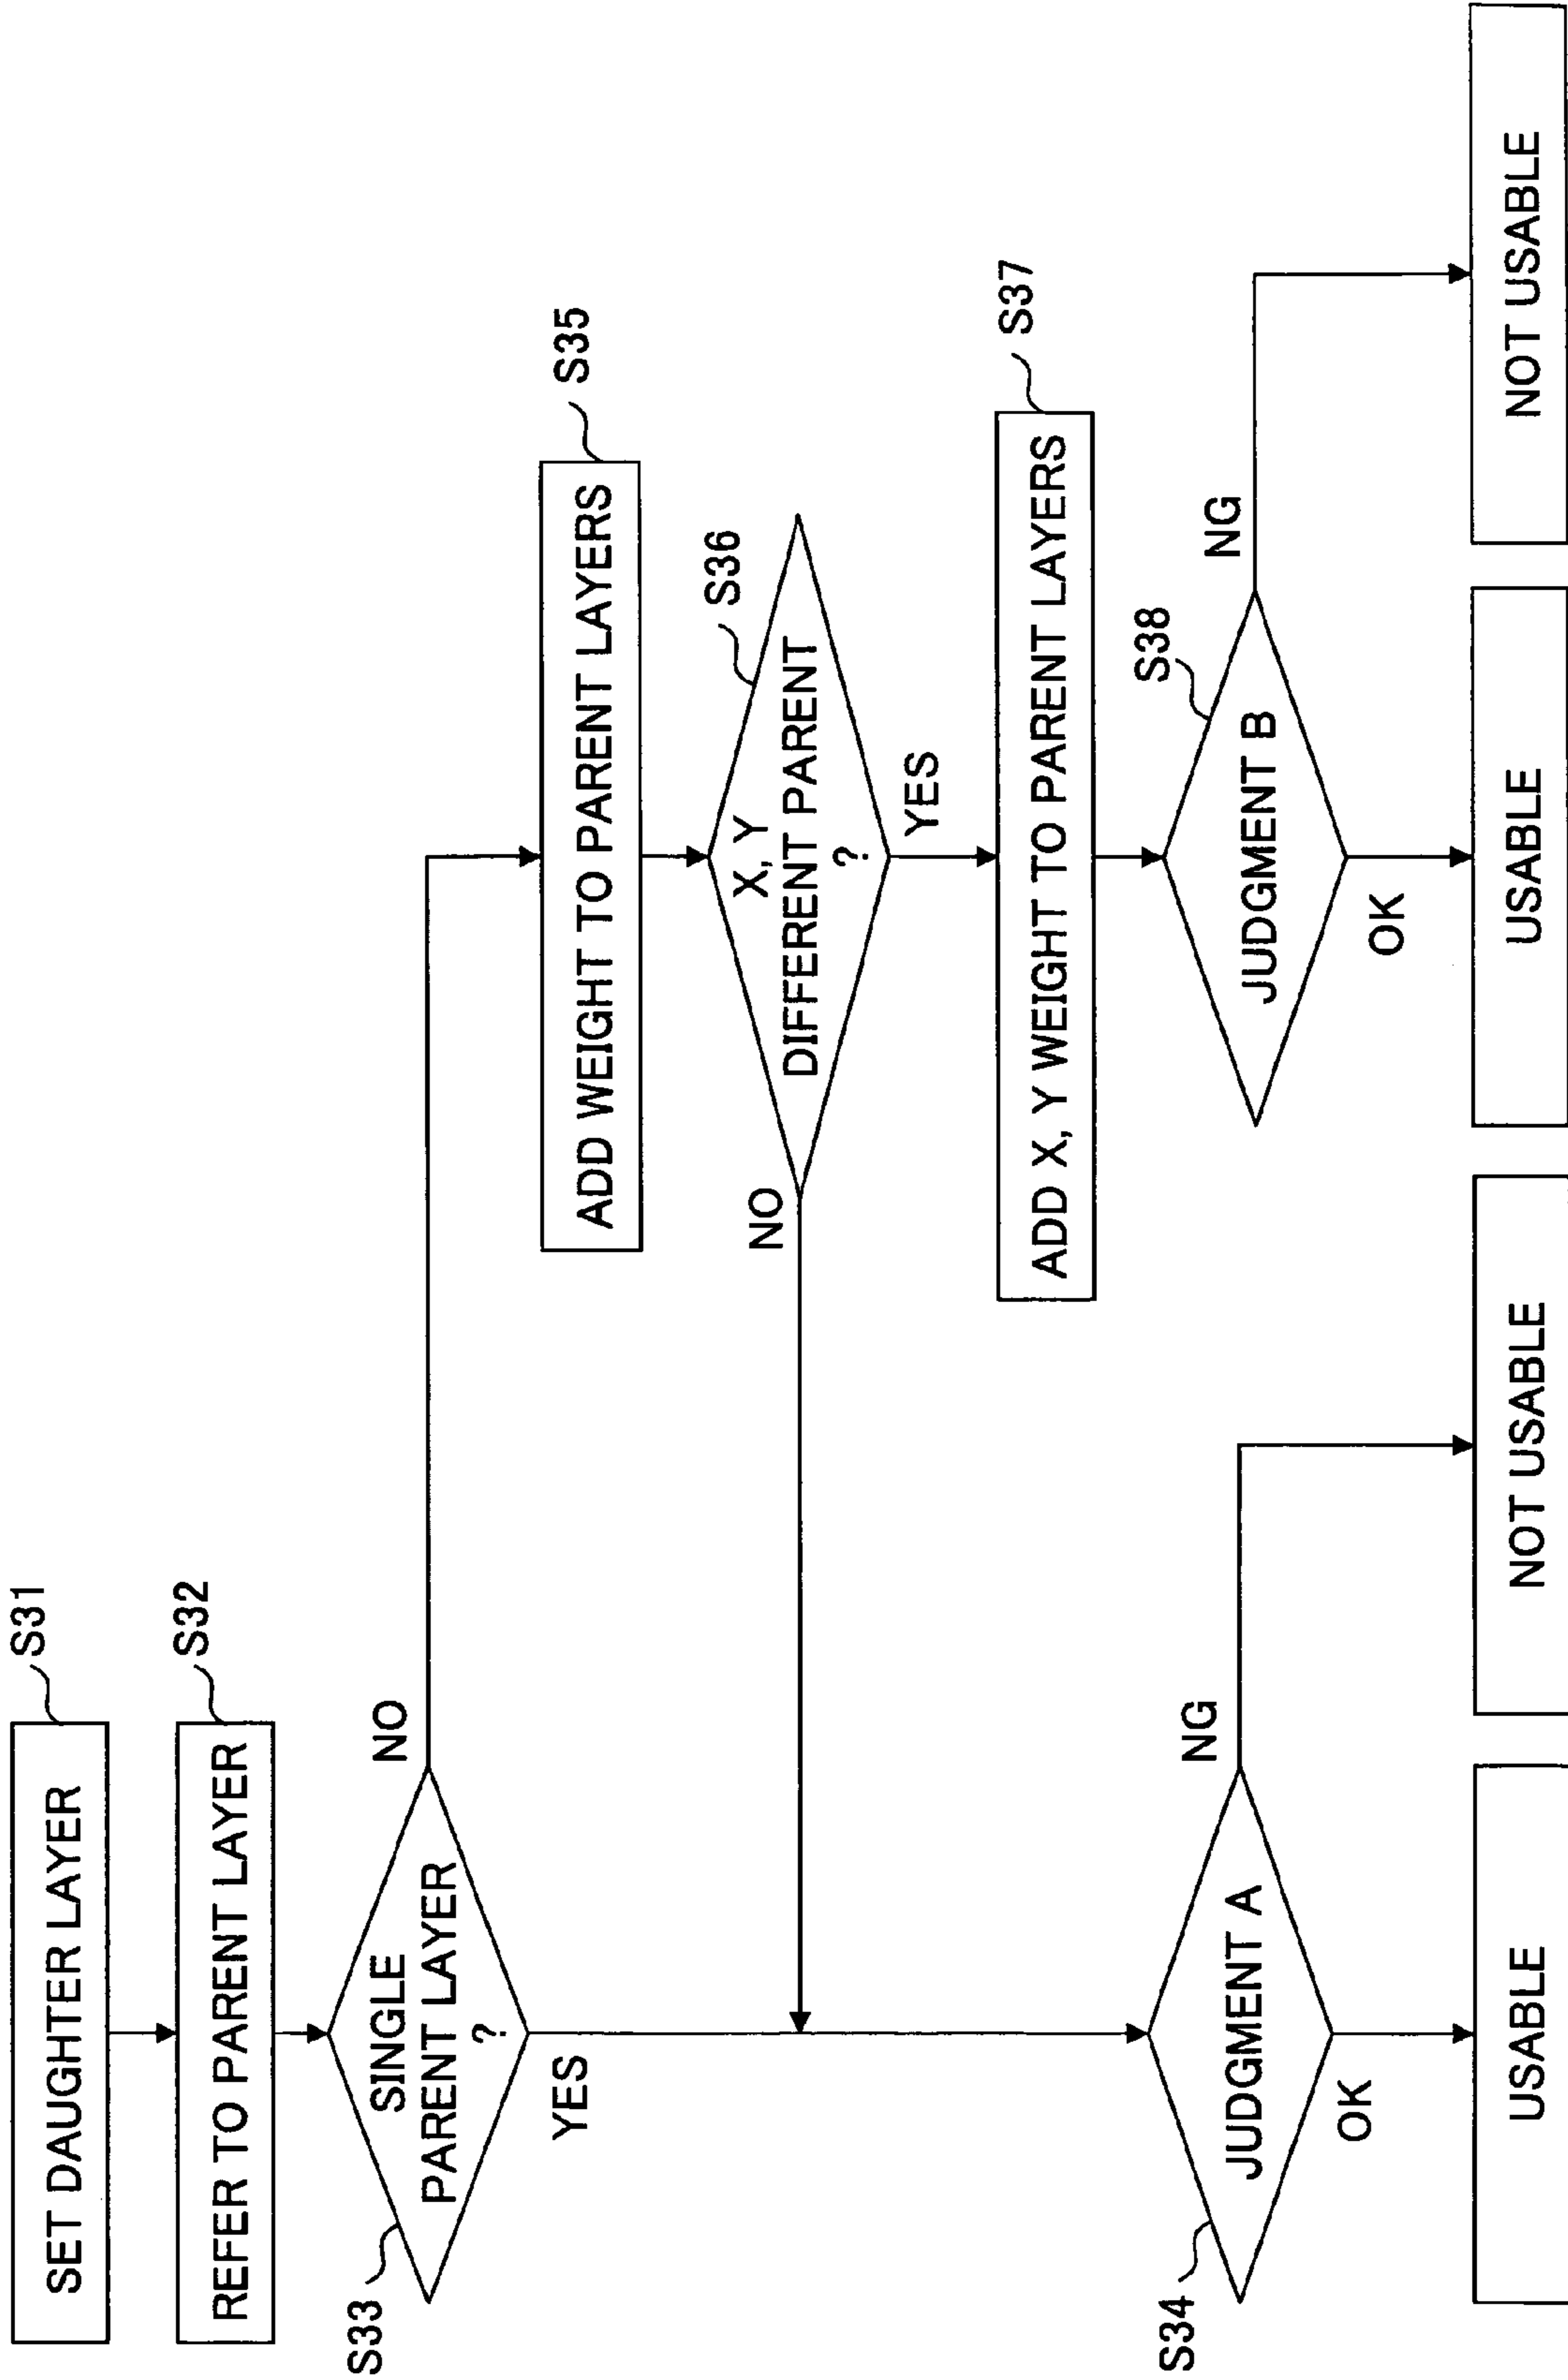 S31
SET DAUGHTER LAYER
S32
REFER TO PARENT LAYER
S33
SINGLE
PARENT LAYER
?
NO
YES
S35
ADD WEIGHT TO PARENT LAYERS
S36
X, Y
DIFFERENT PARENT
?
NO
YES
S37
ADD X, Y WEIGHT TO PARENT LAYERS
S34
JUDGMENT A
NG
OK
S38
JUDGMENT B
NG
OK
USABLE
NOT USABLE
USABLE
NOT USABLE